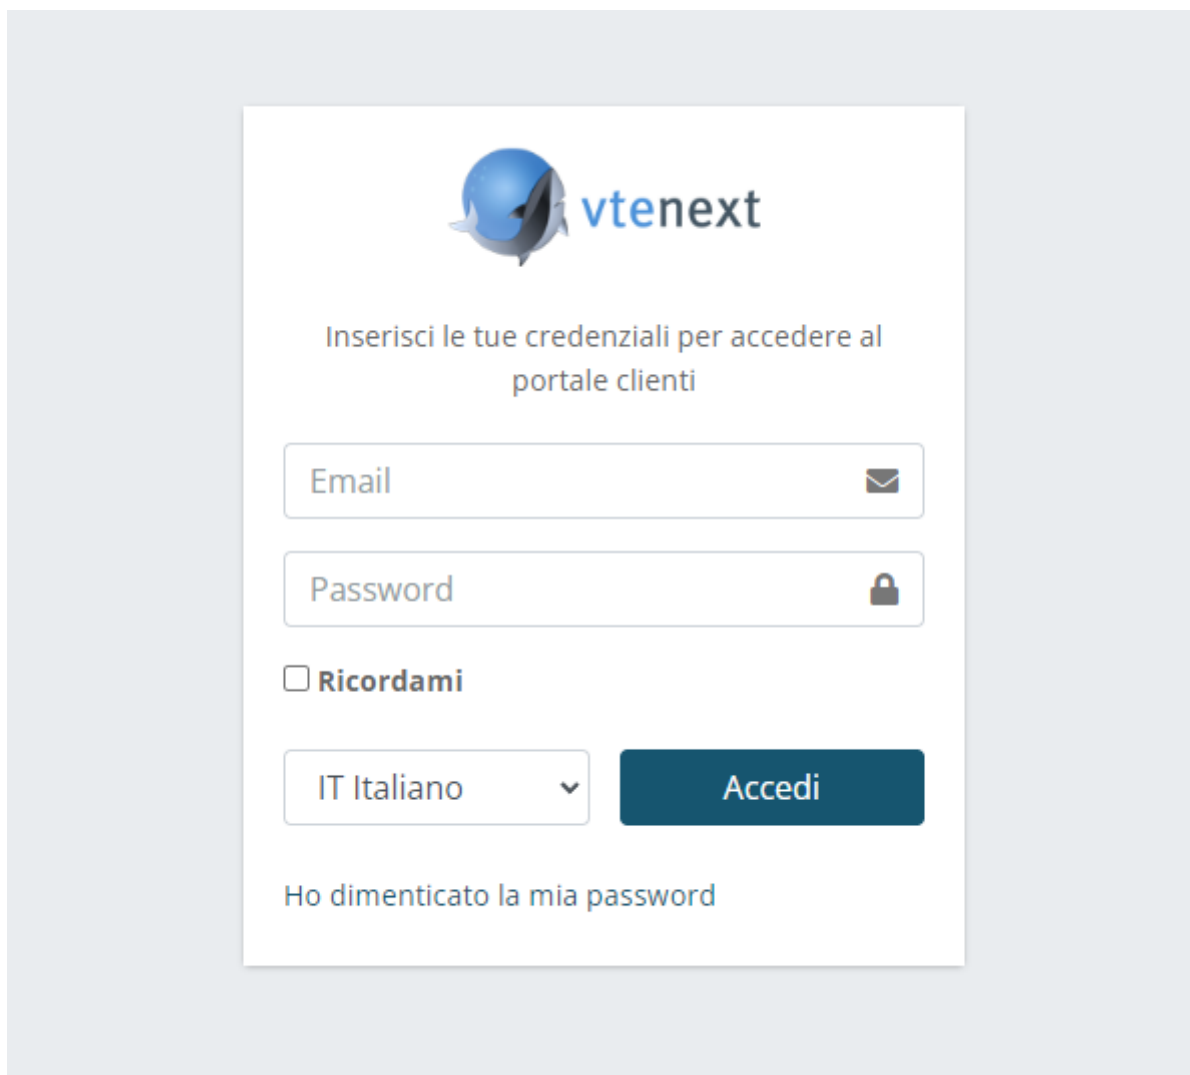 vtenext
Inserisci le tue credenziali per accedere al
portale clienti
Email
Password
Ricordami
IT Italiano
Accedi
Ho dimenticato la mia password